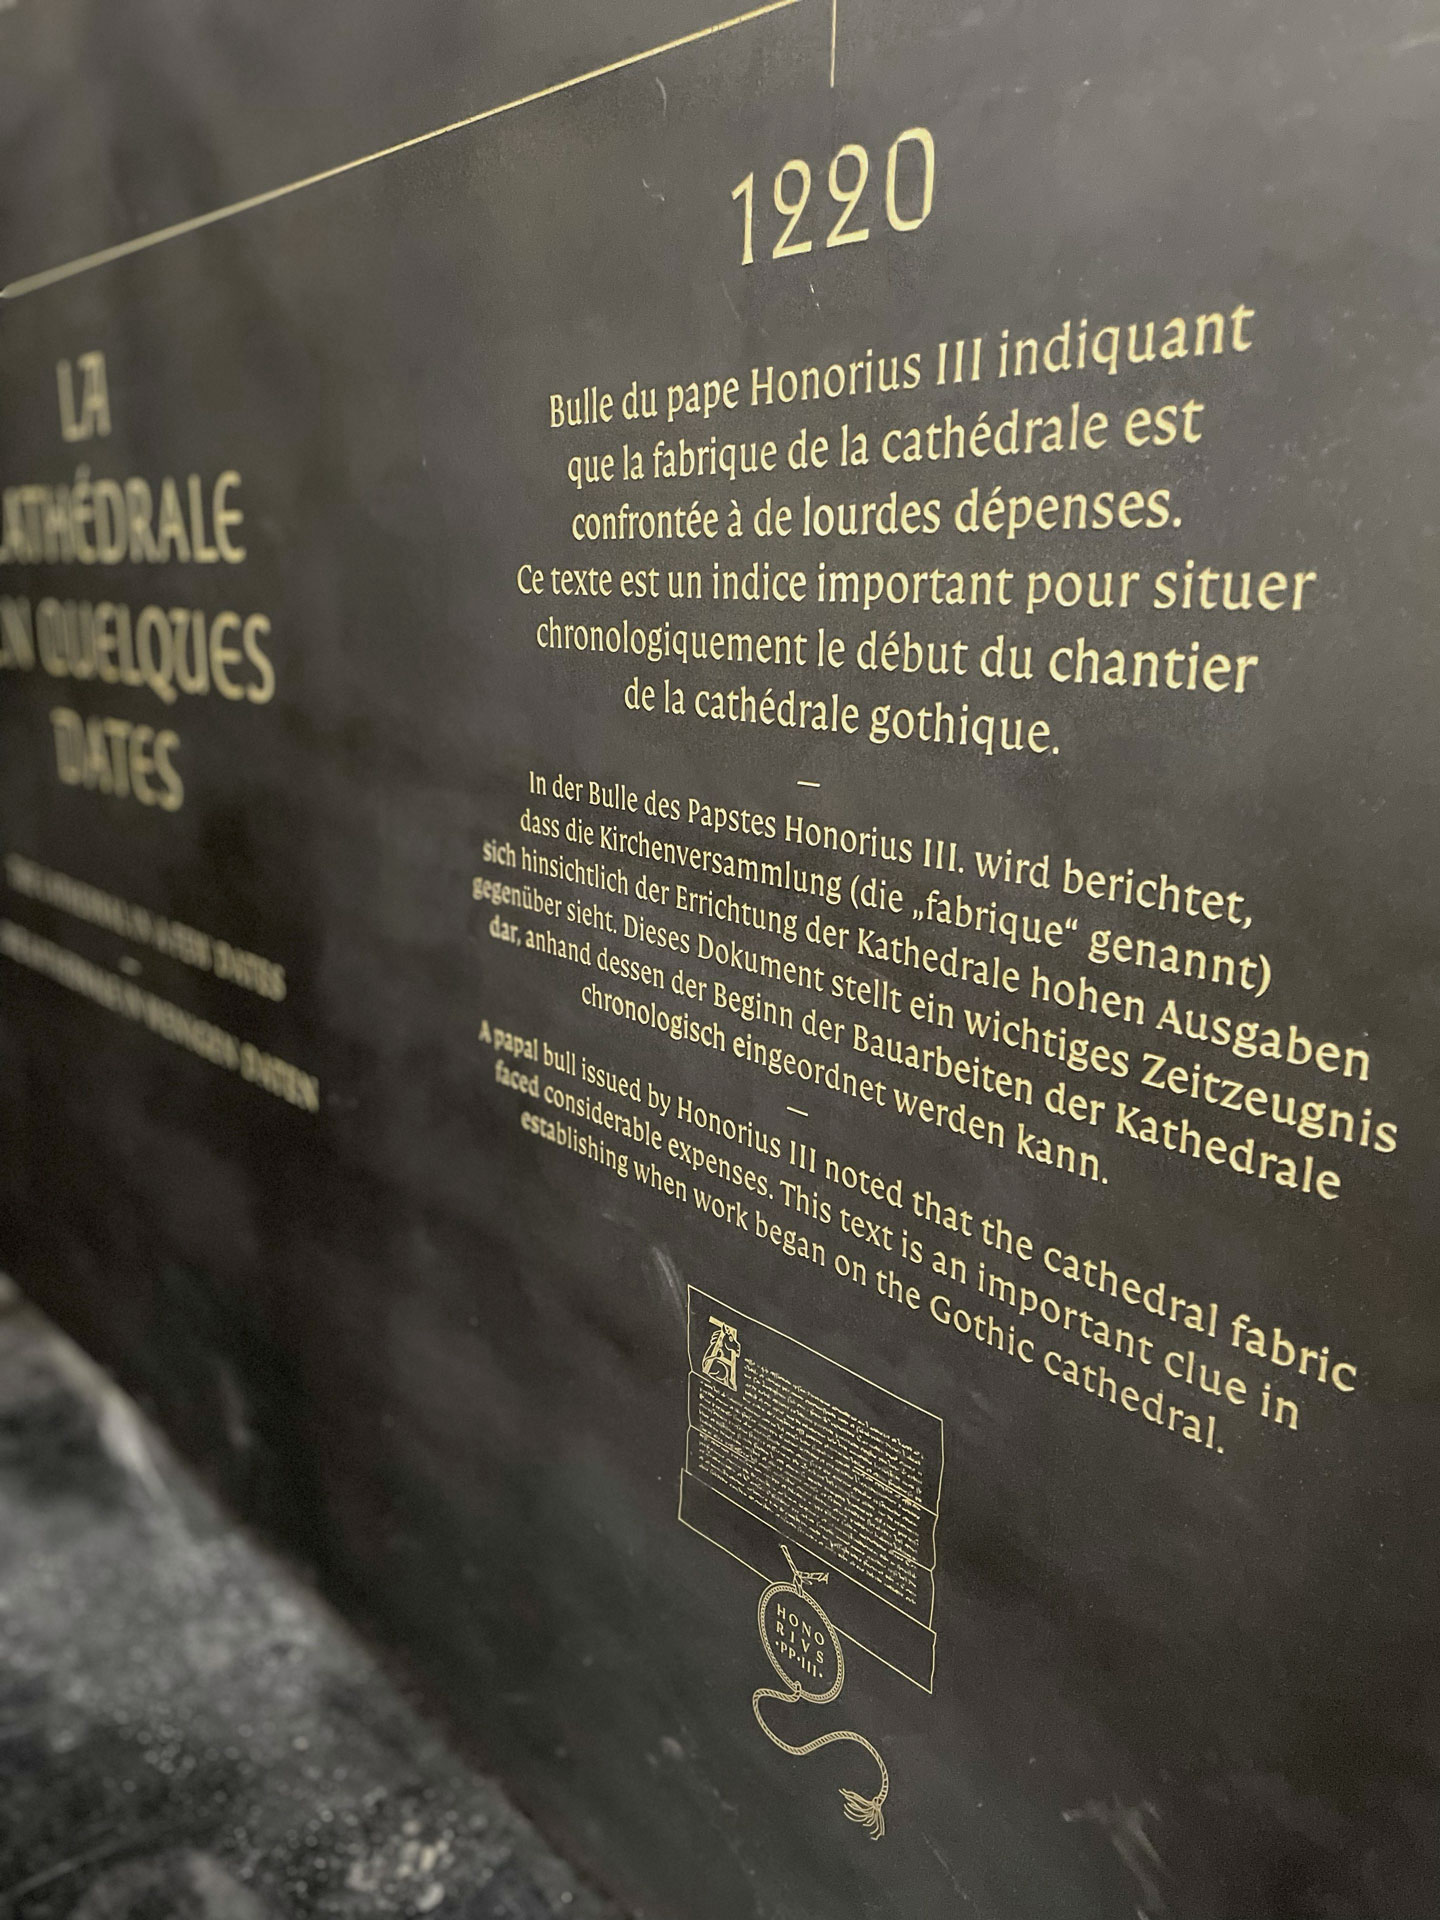 LA
CATHÉDRALE
EN QUELQUES
DATES
THE CATHEDRAL IN A FEW DATES
—
DATEN
1220
Bulle du pape Honorius III indiquant
que la fabrique de la cathédrale est
confrontée à de lourdes dépenses.
Ce texte est un indice important pour situer
chronologiquement le début du chantier
de la cathédrale gothique.
—
In der Bulle des Papstes Honorius III. wird berichtet,
dass die Kirchenversammlung (die „fabrique“ genannt)
sich hinsichtlich der Errichtung der Kathedrale hohen Ausgaben
gegenüber sieht. Dieses Dokument stellt ein wichtiges Zeitzeugnis
dar, anhand dessen der Beginn der Bauarbeiten der Kathedrale
chronologisch eingeordnet werden kann.
—
A papal bull issued by Honorius III noted that the cathedral fabric
faced considerable expenses. This text is an important clue in
establishing when work began on the Gothic cathedral.
A
HONO
RIVS
·PP·III·